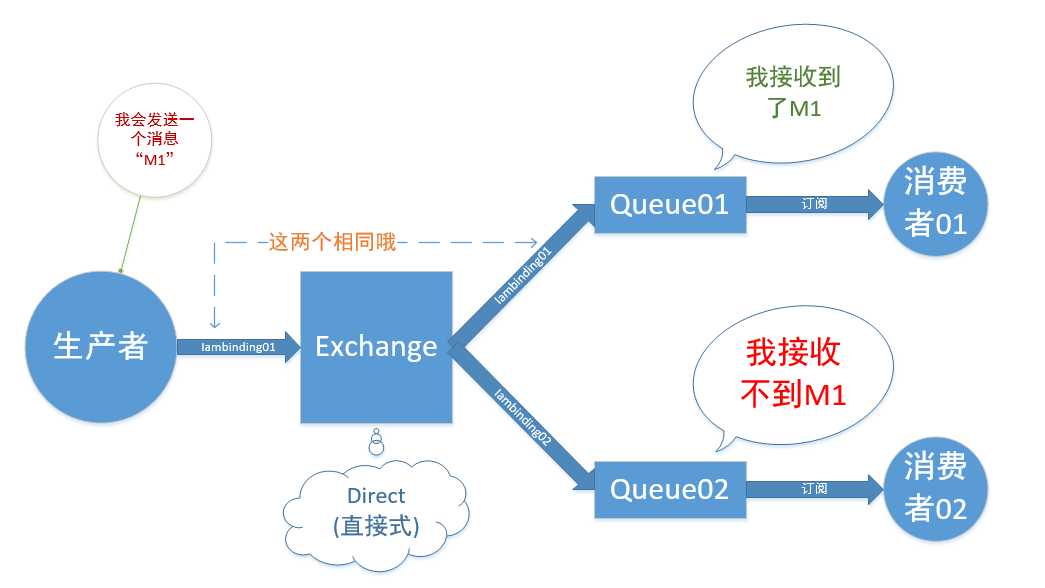 我会发送一
个消息
“M1”
生产者
Iambinding01
这两个相同哦
Exchange
Direct
(直接式)
Iambinding01
Iambinding02
我接收到
了M1
Queue01
订阅
消费
者01
我接收
不到M1
Queue02
订阅
消费
者02